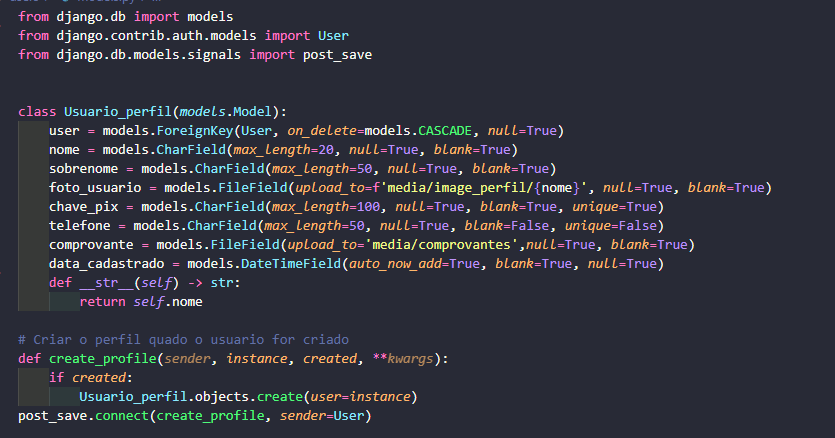 from django.db import models
from django.contrib.auth.models import User
from django.db.models.signals import post_save
class Usuario_perfil(models.Model):
    user = models.ForeignKey(User, on_delete=models.CASCADE, null=True)
    nome = models.CharField(max_length=20, null=True, blank=True)
    sobrenome = models.CharField(max_length=50, null=True, blank=True)
    foto_usuario = models.FileField(upload_to=f'media/image_perfil/{nome}', null=True, blank=True)
    chave_pix = models.CharField(max_length=100, null=True, blank=True, unique=True)
    telefone = models.CharField(max_length=50, null=True, blank=False, unique=False)
    comprovante = models.FileField(upload_to='media/comprovantes',null=True, blank=True)
    data_cadastrado = models.DateTimeField(auto_now_add=True, blank=True, null=True)
    def __str__(self) -> str:
        return self.nome
# Criar o perfil quado o usuario for criado
def create_profile(sender, instance, created, **kwargs):
    if created:
        Usuario_perfil.objects.create(user=instance)
post_save.connect(create_profile, sender=User)